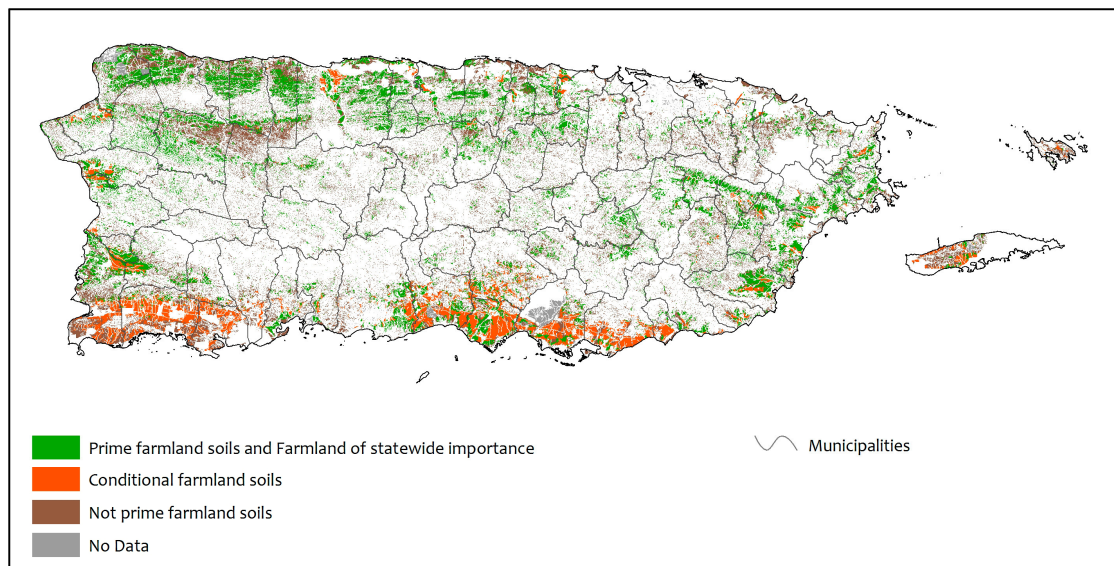 Prime farmland soils and Farmland of statewide importance
Municipalities
Conditional farmland soils
Not prime farmland soils
No Data